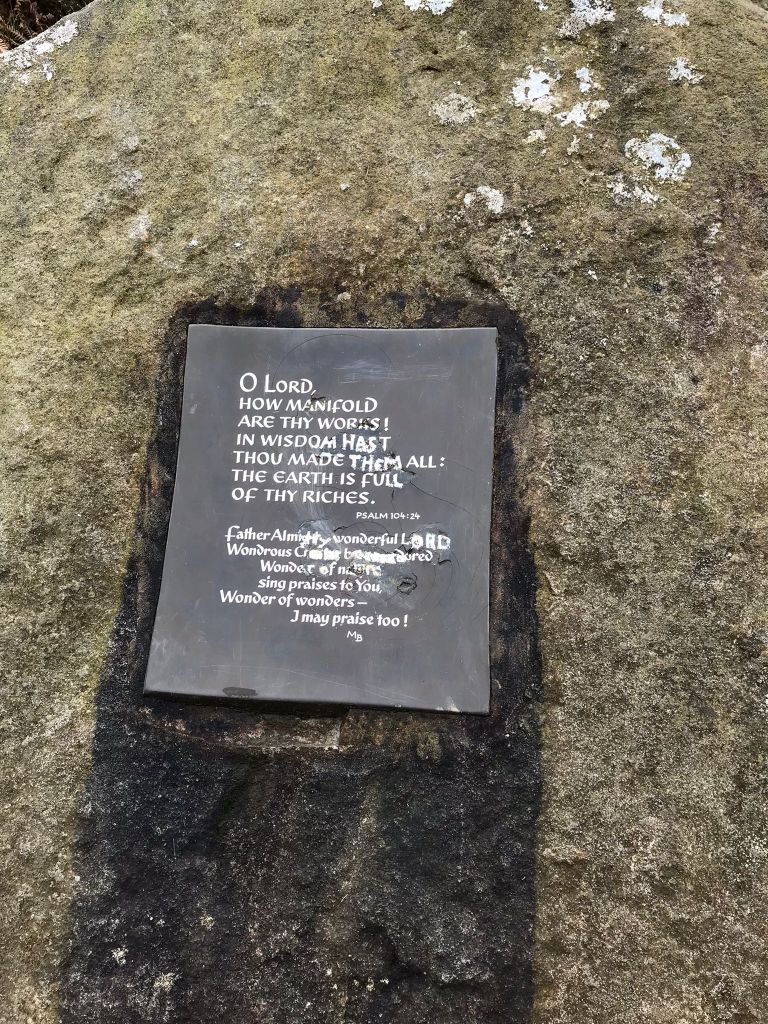 O LORD,
HOW MANIFOLD
ARE THY WORKS!
IN WISDOM HAST
THOU MADE THEM ALL:
THE EARTH IS FULL
OF THY RICHES.
PSALM 104:24
Father Almighty wonderful LORD
Wondrous
Wonder of nature
sing praises to You,
Wonder of wonders –
I may praise too!
MB